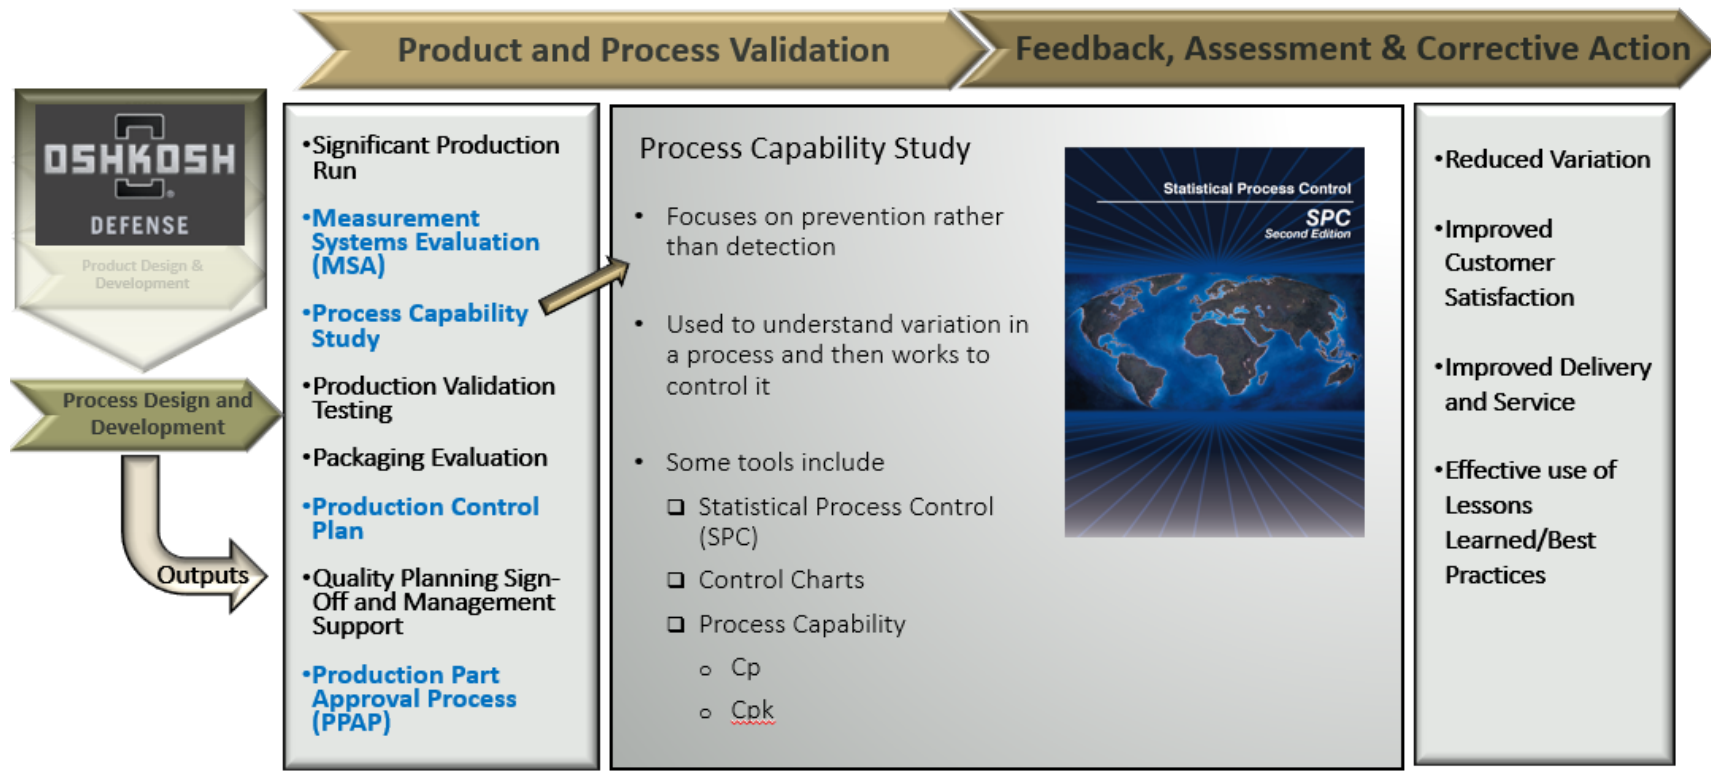 Product and Process Validation
Feedback, Assessment & Corrective Action
OSHKOSH
DEFENSE
Product Design &
Development
Process Design and
Development
Outputs
•Significant Production
Run
•Measurement
Systems Evaluation
(MSA)
•Process Capability
Study
•Production Validation
Testing
•Packaging Evaluation
•Production Control
Plan
•Quality Planning Sign-
Off and Management
Support
•Production Part
Approval Process
(PPAP)
Process Capability Study
• Focuses on prevention rather
than detection
• Used to understand variation in
a process and then works to
control it
• Some tools include
❑ Statistical Process Control
(SPC)
❑ Control Charts
❑ Process Capability
o Cp
o Cpk
Statistical Process Control
SPC
Second Edition
•Reduced Variation
•Improved
Customer
Satisfaction
•Improved Delivery
and Service
•Effective use of
Lessons
Learned/Best
Practices